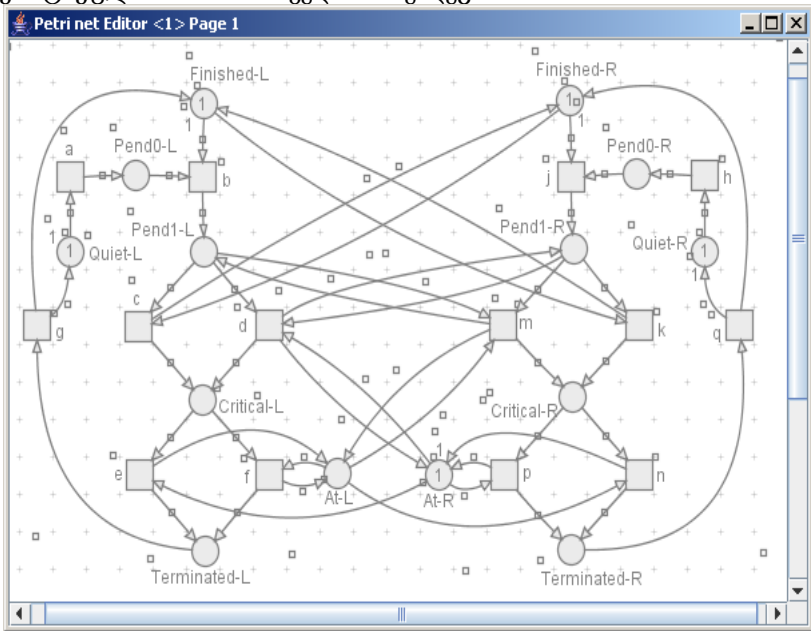 Petri net Editor <1> Page 1
Finished-L
Finished-R
1
1
1
1
a
Pend0-L
b
j
Pend0-R
h
Pend1-L
Pend1-R
1
1
Quiet-L
Quiet-R
1
1
c
g
d
m
k
q
Critical-L
Critical-R
1
e
f
1
p
n
At-L
At-R
Terminated-L
Terminated-R